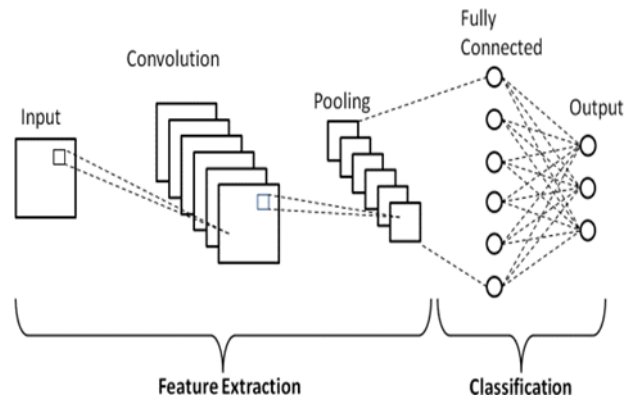 Input
Convolution
Pooling
Fully
Connected
Output
Feature Extraction
Classification